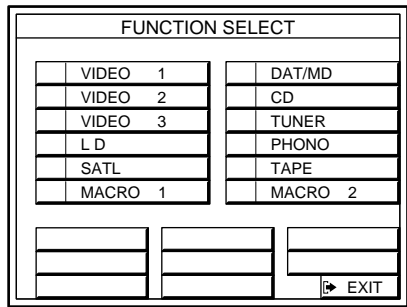 FUNCTION SELECT
VIDEO 1
VIDEO 2
VIDEO 3
L D
SATL
MACRO 1
DAT/MD
CD
TUNER
PHONO
TAPE
MACRO 2
EXIT